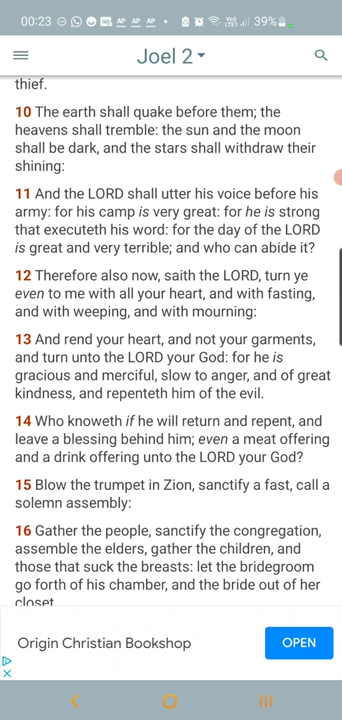 00:23
39%
Joel 2
thief.
10 The earth shall quake before them; the
heavens shall tremble: the sun and the moon
shall be dark, and the stars shall withdraw their
shining:
11 And the LORD shall utter his voice before his
army: for his camp is very great: for he is strong
that executeth his word: for the day of the LORD
is great and very terrible; and who can abide it?
12 Therefore also now, saith the LORD, turn ye
even to me with all your heart, and with fasting,
and with weeping, and with mourning:
13 And rend your heart, and not your garments,
and turn unto the LORD your God: for he is
gracious and merciful, slow to anger, and of great
kindness, and repenteth him of the evil.
14 Who knoweth if he will return and repent, and
leave a blessing behind him; even a meat offering
and a drink offering unto the LORD your God?
15 Blow the trumpet in Zion, sanctify a fast, call a
solemn assembly:
16 Gather the people, sanctify the congregation,
assemble the elders, gather the children, and
those that suck the breasts: let the bridegroom
go forth of his chamber, and the bride out of her
closet
Origin Christian Bookshop
OPEN